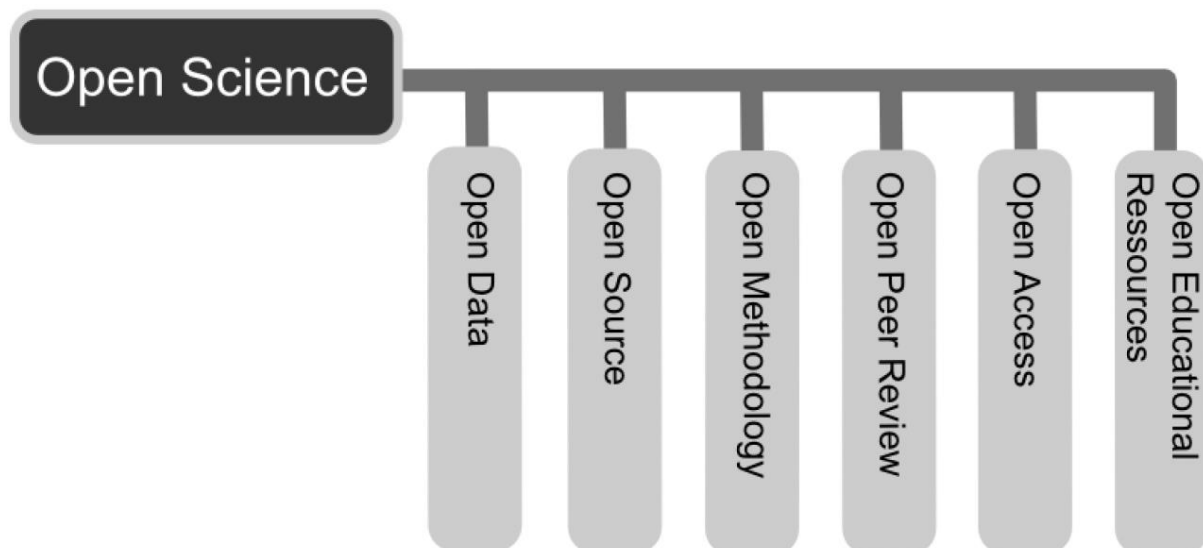 Open Science
Open Data
Open Source
Open Methodology
Open Peer Review
Open Access
Open Educational
Ressources